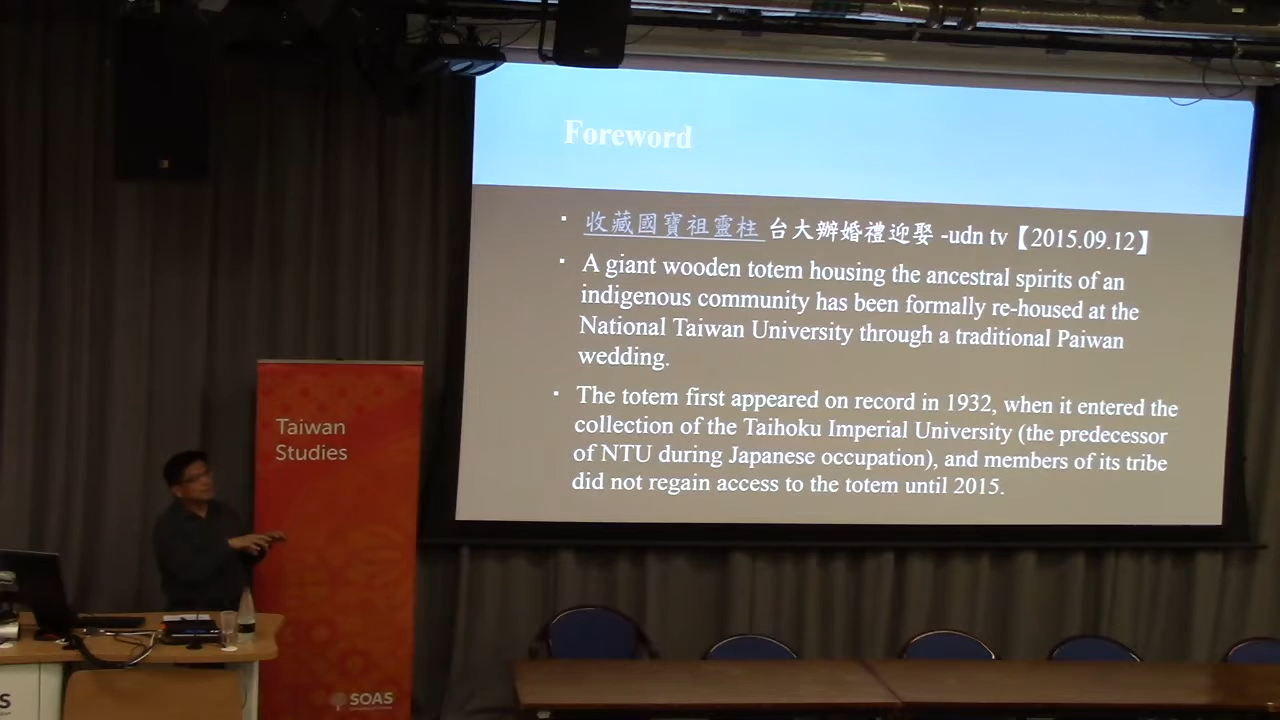 Foreword
收藏國寶祖靈柱 台大辦婚禮迎娶 -udn tv【2015.09.12】
A giant wooden totem housing the ancestral spirits of an
indigenous community has been formally re-housed at the
National Taiwan University through a traditional Paiwan
wedding.
The totem first appeared on record in 1932, when it entered the
collection of the Taihoku Imperial University (the predecessor
of NTU during Japanese occupation), and members of its tribe
did not regain access to the totem until 2015.
Taiwan
Studies
SOAS